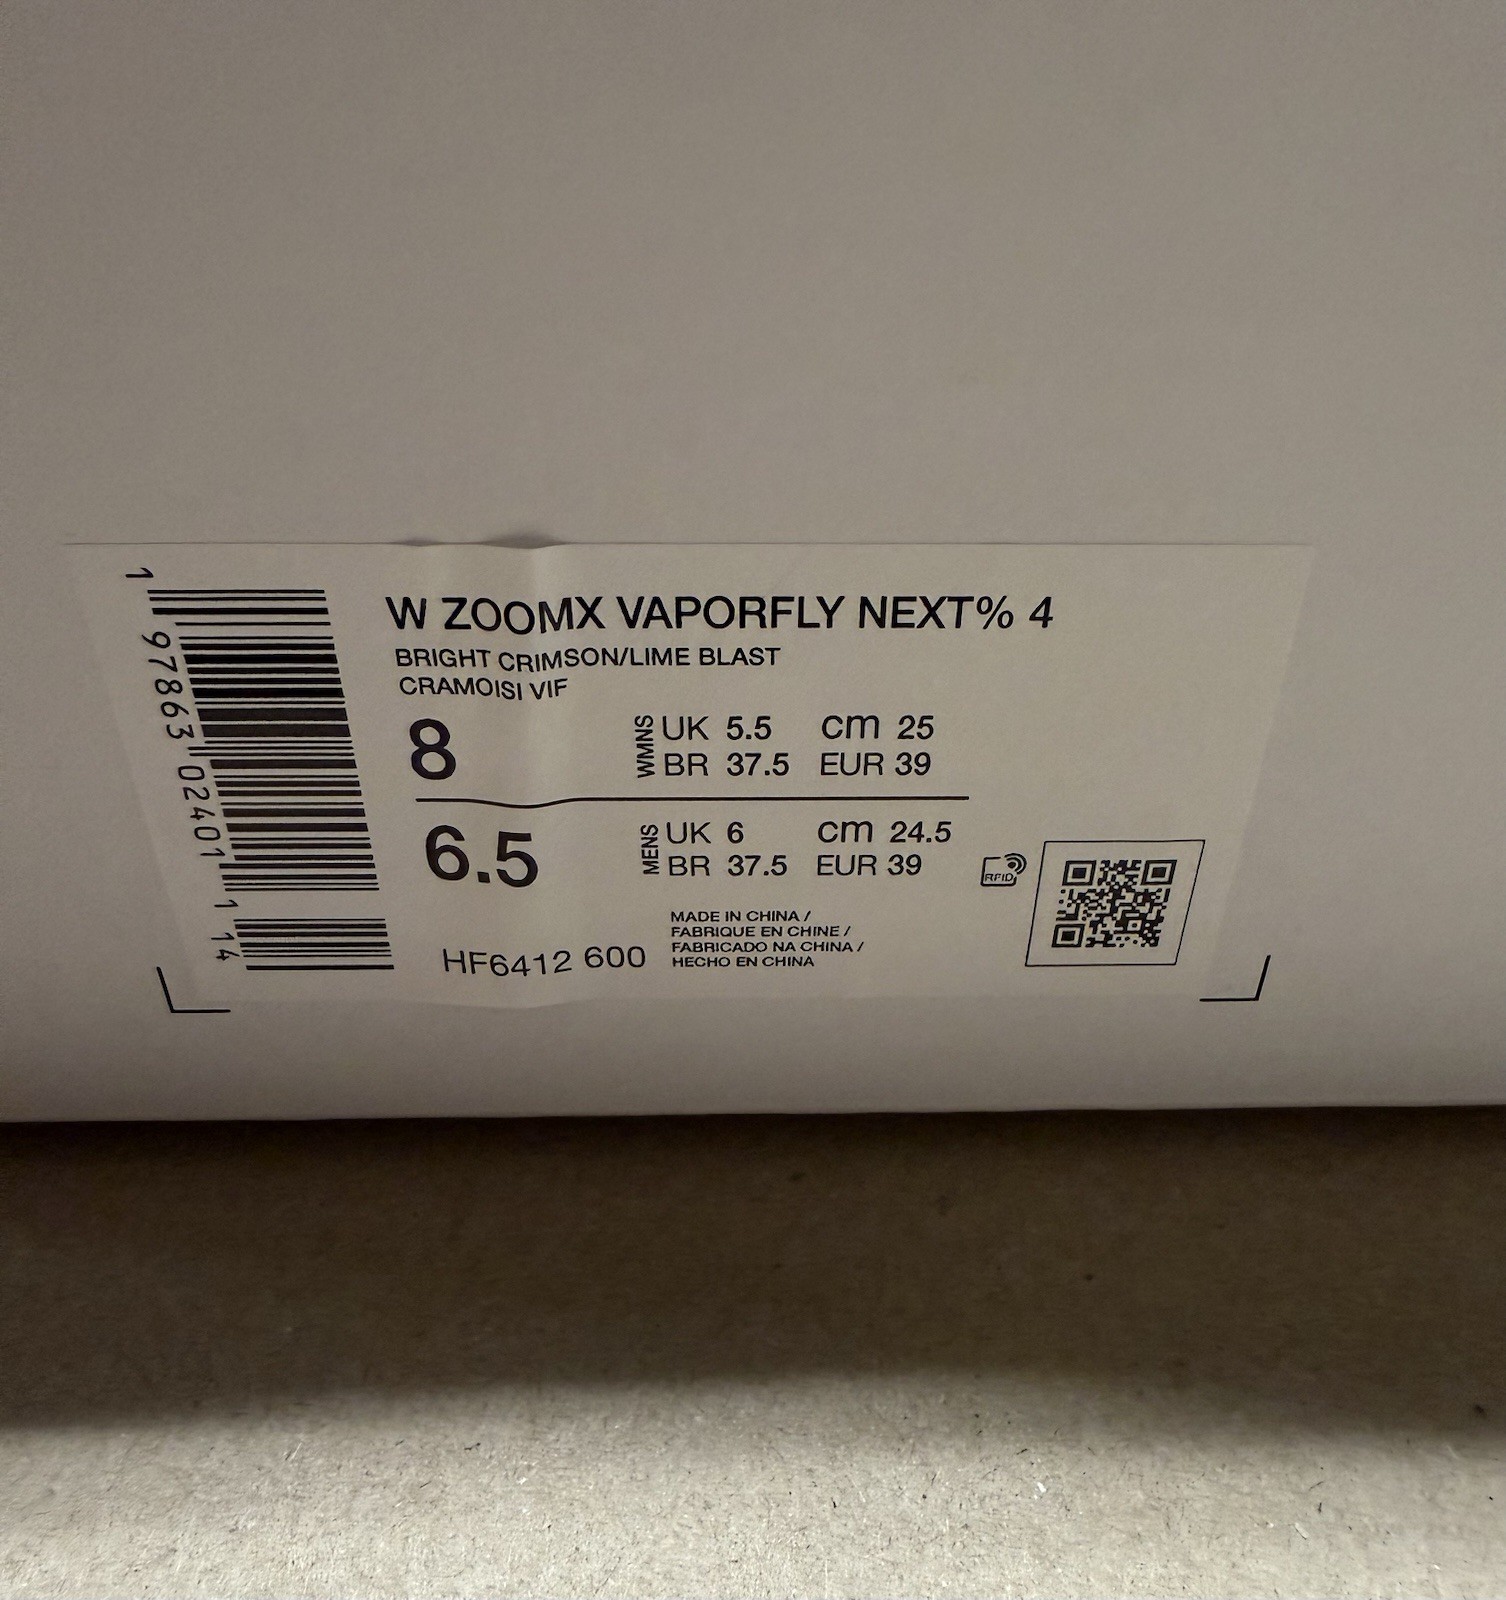 W ZOOMX VAPORFLY NEXT% 4
BRIGHT CRIMSON/LIME BLAST
CRAMOISI VIF
8
WMNS
UK 5.5 cm 25
BR 37.5 EUR 39
6.5
MENS
UK 6 cm 24.5
BR 37.5 EUR 39
RFID
HF6412 600
MADE IN CHINA /
FABRIQUE EN CHINE /
FABRICADO NA CHINA /
HECHO EN CHINA
1 97863 02401 1 14